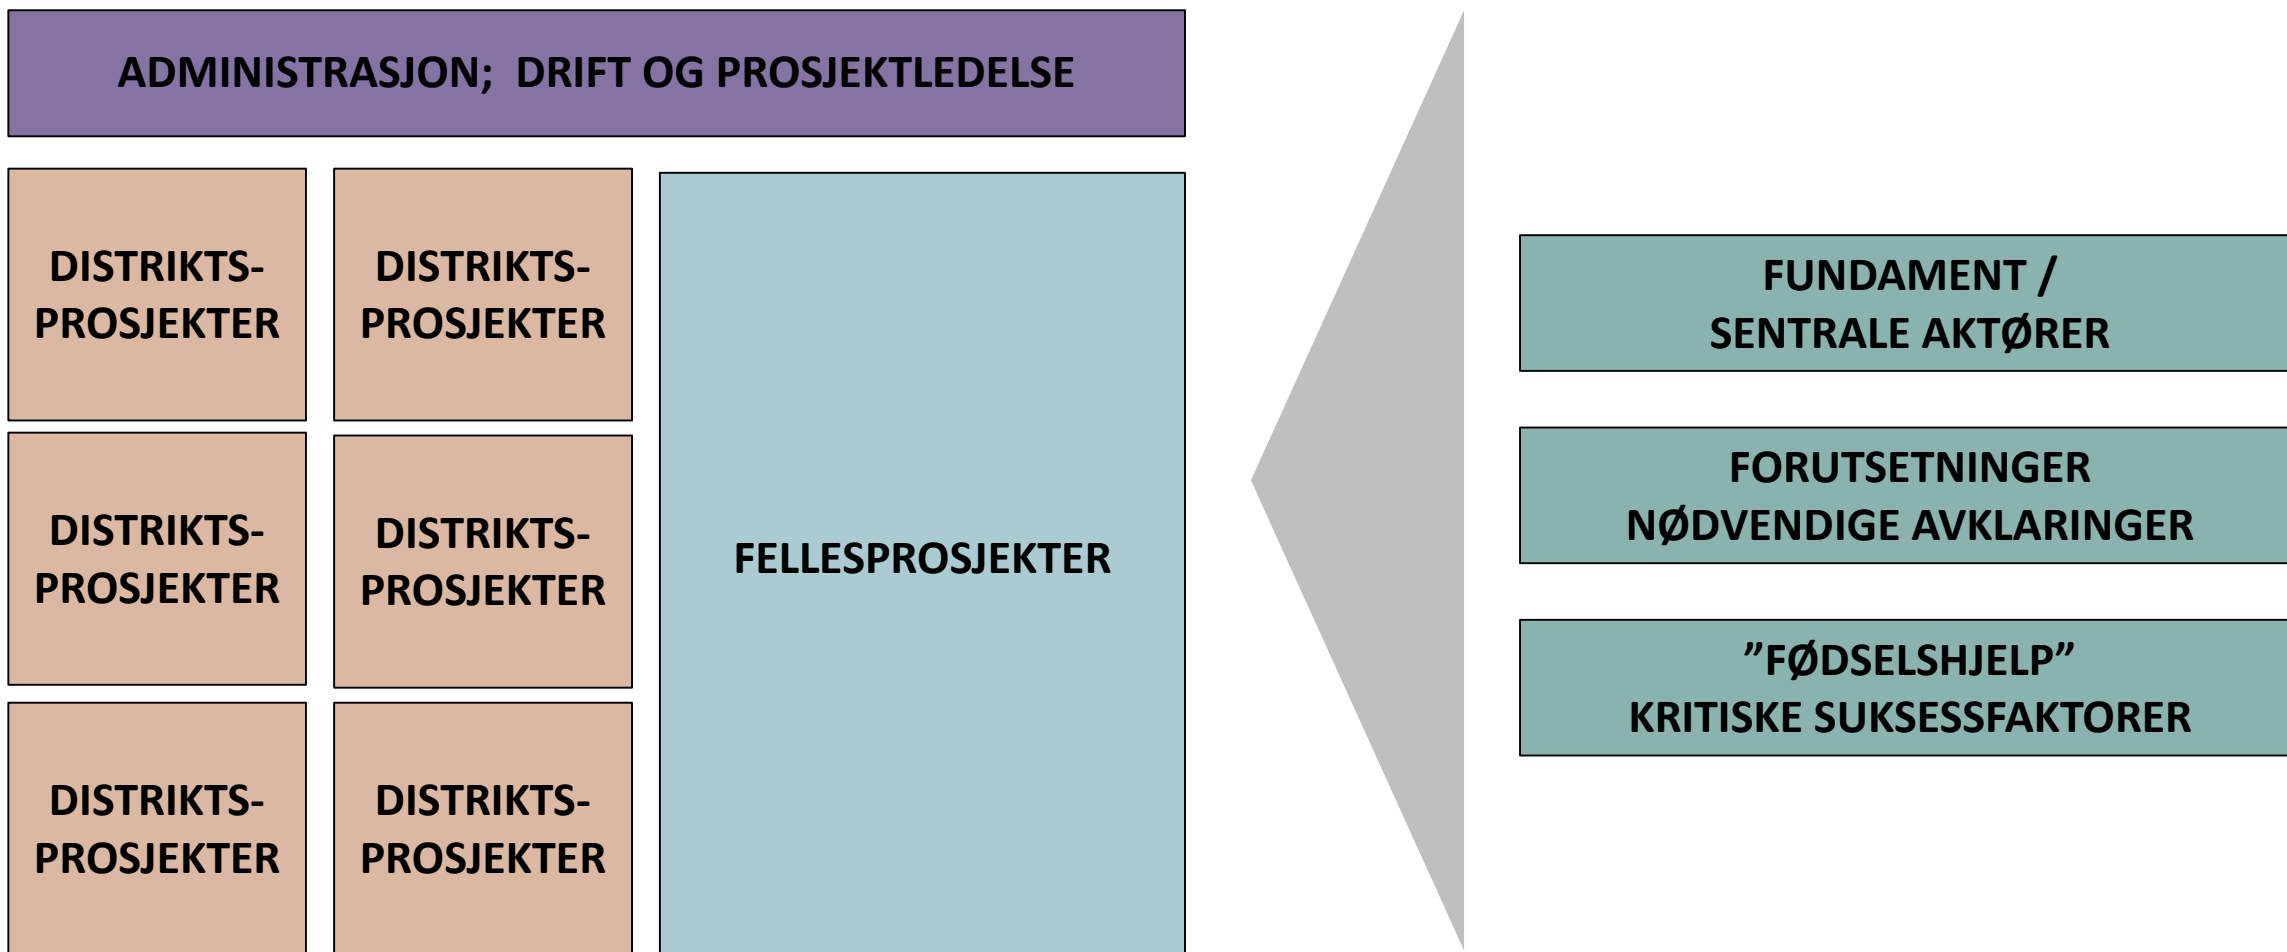 ADMINISTRASJON;  DRIFT OG PROSJEKTLEDELSE
DISTRIKTS-
PROSJEKTER
DISTRIKTS-
PROSJEKTER
DISTRIKTS-
PROSJEKTER
DISTRIKTS-
PROSJEKTER
DISTRIKTS-
PROSJEKTER
DISTRIKTS-
PROSJEKTER
FELLESPROSJEKTER
FUNDAMENT /
SENTRALE AKTØRER
FORUTSETNINGER
NØDVENDIGE AVKLARINGER
”FØDSELSHJELP”
KRITISKE SUKSESSFAKTORER